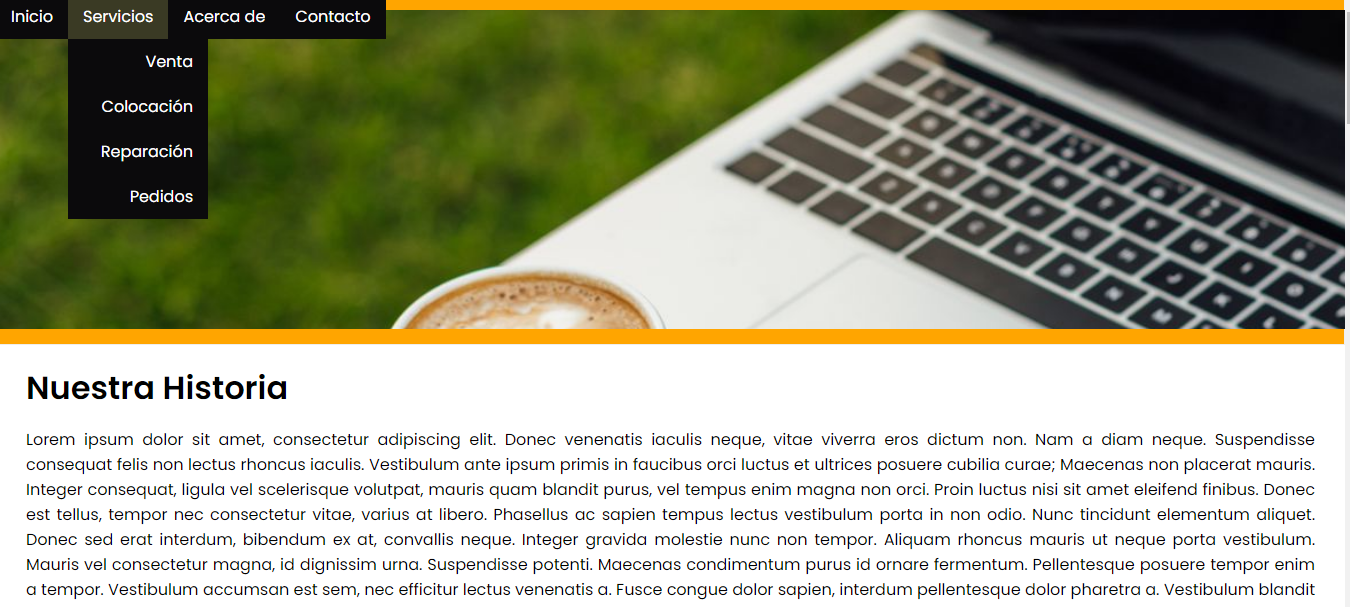 Inicio Servicios Acerca de Contacto
Venta
Colocación
Reparación
Pedidos
Nuestra Historia
Lorem ipsum dolor sit amet, consectetur adipiscing elit. Donec venenatis iaculis neque, vitae viverra eros dictum non. Nam a diam neque. Suspendisse
consequat felis non lectus rhoncus iaculis. Vestibulum ante ipsum primis in faucibus orci luctus et ultrices posuere cubilia curae; Maecenas non placerat mauris.
Integer consequat, ligula vel scelerisque volutpat, mauris quam blandit purus, vel tempus enim magna non orci. Proin luctus nisi sit amet eleifend finibus. Donec
est tellus, tempor nec consectetur vitae, varius at libero. Phasellus ac sapien tempus lectus vestibulum porta in non odio. Nunc tincidunt elementum aliquet.
Donec sed erat interdum, bibendum ex at, convallis neque. Integer gravida molestie nunc non tempor. Aliquam rhoncus mauris ut neque porta vestibulum.
Mauris vel consectetur magna, id dignissim urna. Suspendisse potenti. Maecenas condimentum purus id ornare fermentum. Pellentesque posuere tempor enim
a tempor. Vestibulum accumsan est sem, nec efficitur lectus venenatis a. Fusce congue dolor sapien, interdum pellentesque dolor pharetra a. Vestibulum blandit